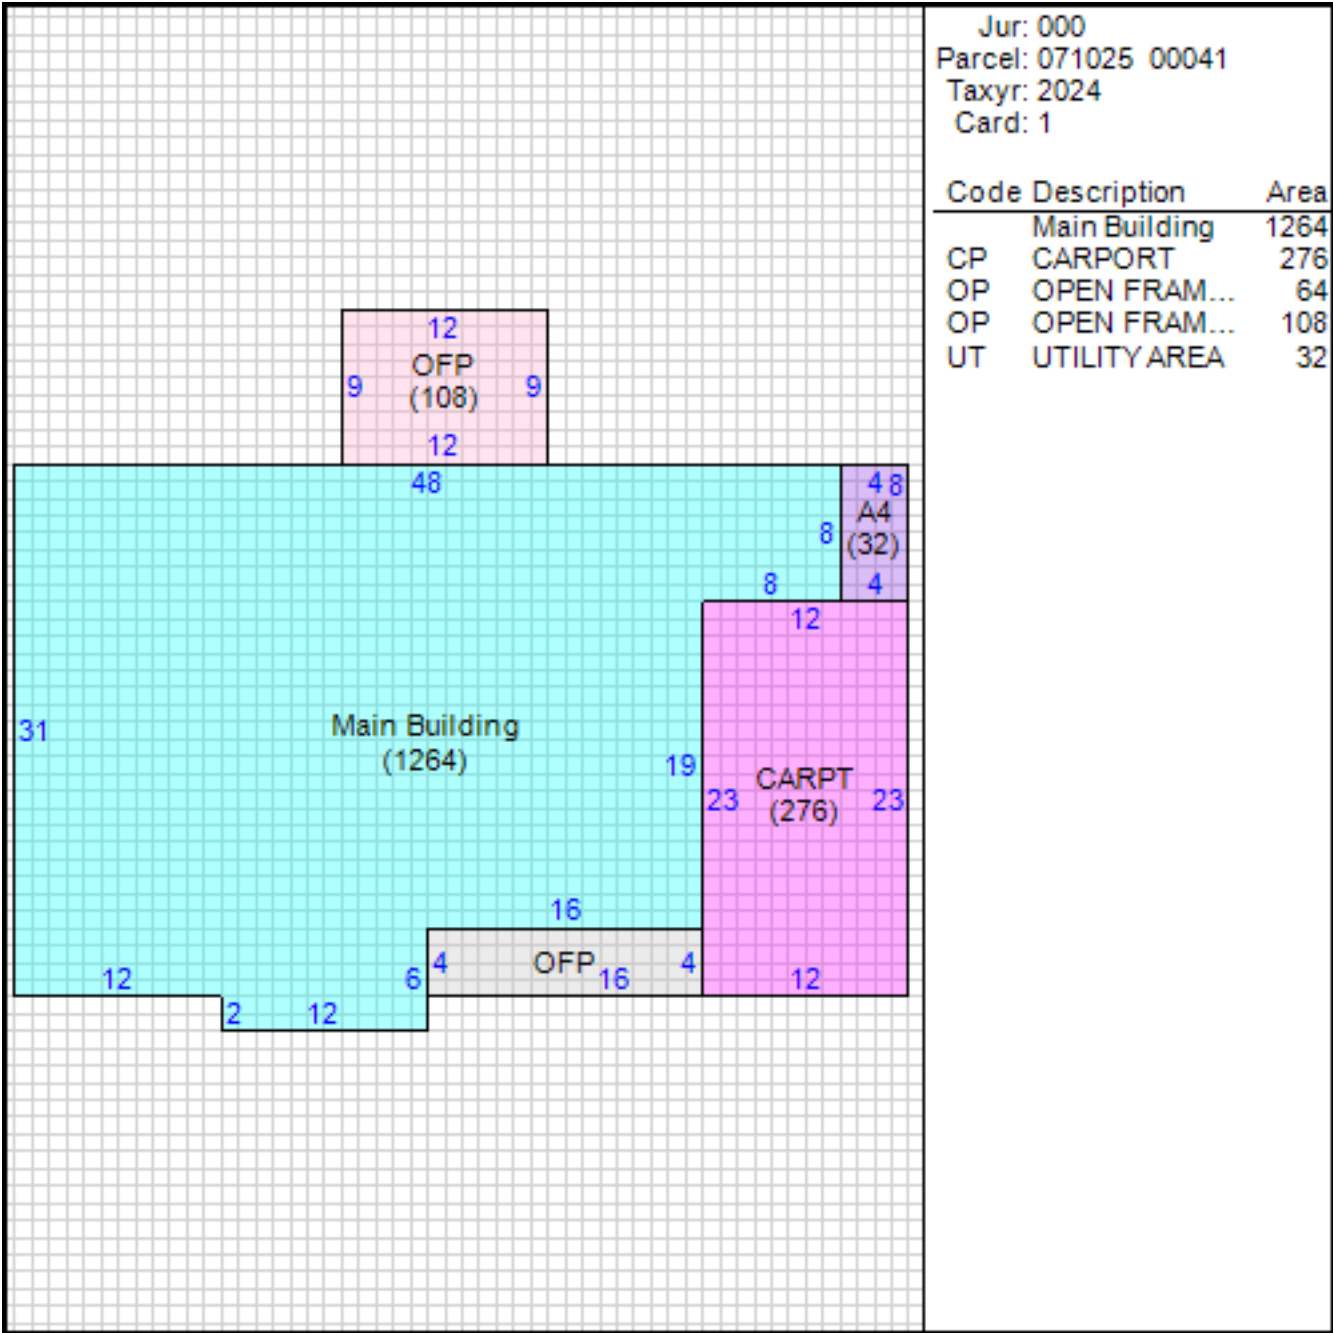 Jur: 000
Parcel: 071025 00041
Taxyr: 2024
Card: 1
Code Description Area
Main Building 1264
CP CARPORT 276
OP OPEN FRAM... 64
OP OPEN FRAM... 108
UT UTILITY AREA 32
12
OFP
9 9
(108)
12
48
4 8
A4
8
(32)
8 4
12
31
Main Building
(1264)
19
CARPT
23 23
(276)
16
4 OFP 4
12 6 16 12
2 12